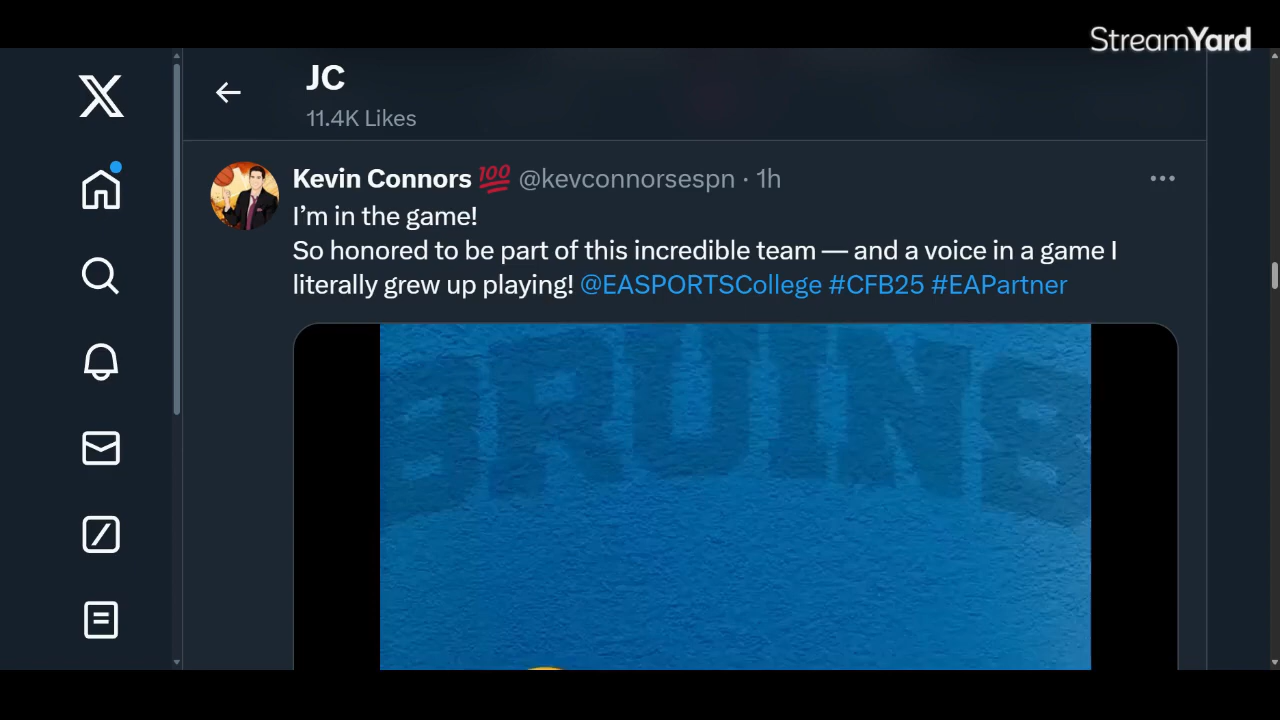 StreamYard
JC
11.4K Likes
Kevin Connors 💯 @kevconnorsespn · 1h
I’m in the game!
So honored to be part of this incredible team — and a voice in a game I
literally grew up playing! @EASPORTSCollege #CFB25 #EAPartner
BRUINS